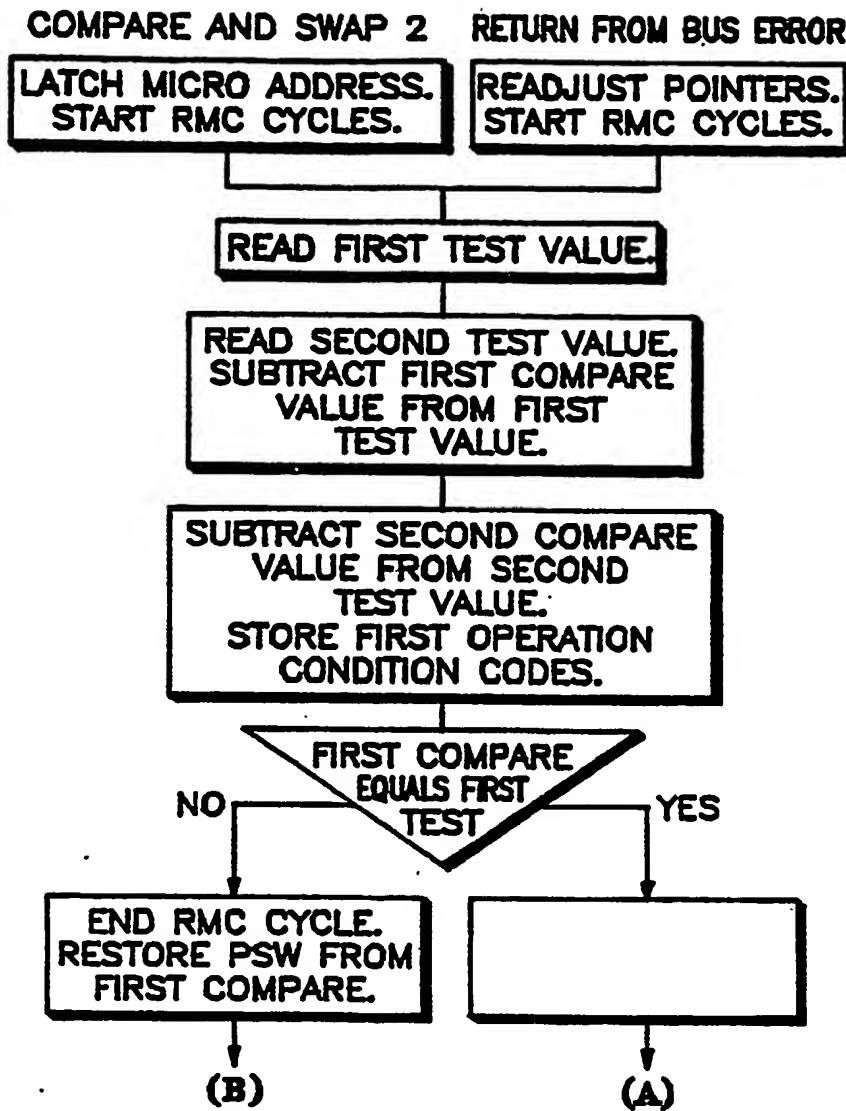 COMPARE AND SWAP 2
RETURN FROM BUS ERROR
LATCH MICRO ADDRESS.
START RMC CYCLES.
READJUST POINTERS.
START RMC CYCLES.
READ FIRST TEST VALUE.
READ SECOND TEST VALUE.
SUBTRACT FIRST COMPARE
VALUE FROM FIRST
TEST VALUE.
SUBTRACT SECOND COMPARE
VALUE FROM SECOND
TEST VALUE.
STORE FIRST OPERATION
CONDITION CODES.
FIRST COMPARE
EQUALS FIRST
TEST
NO
YES
END RMC CYCLE.
RESTORE PSW FROM
FIRST COMPARE.
(B)
(A)